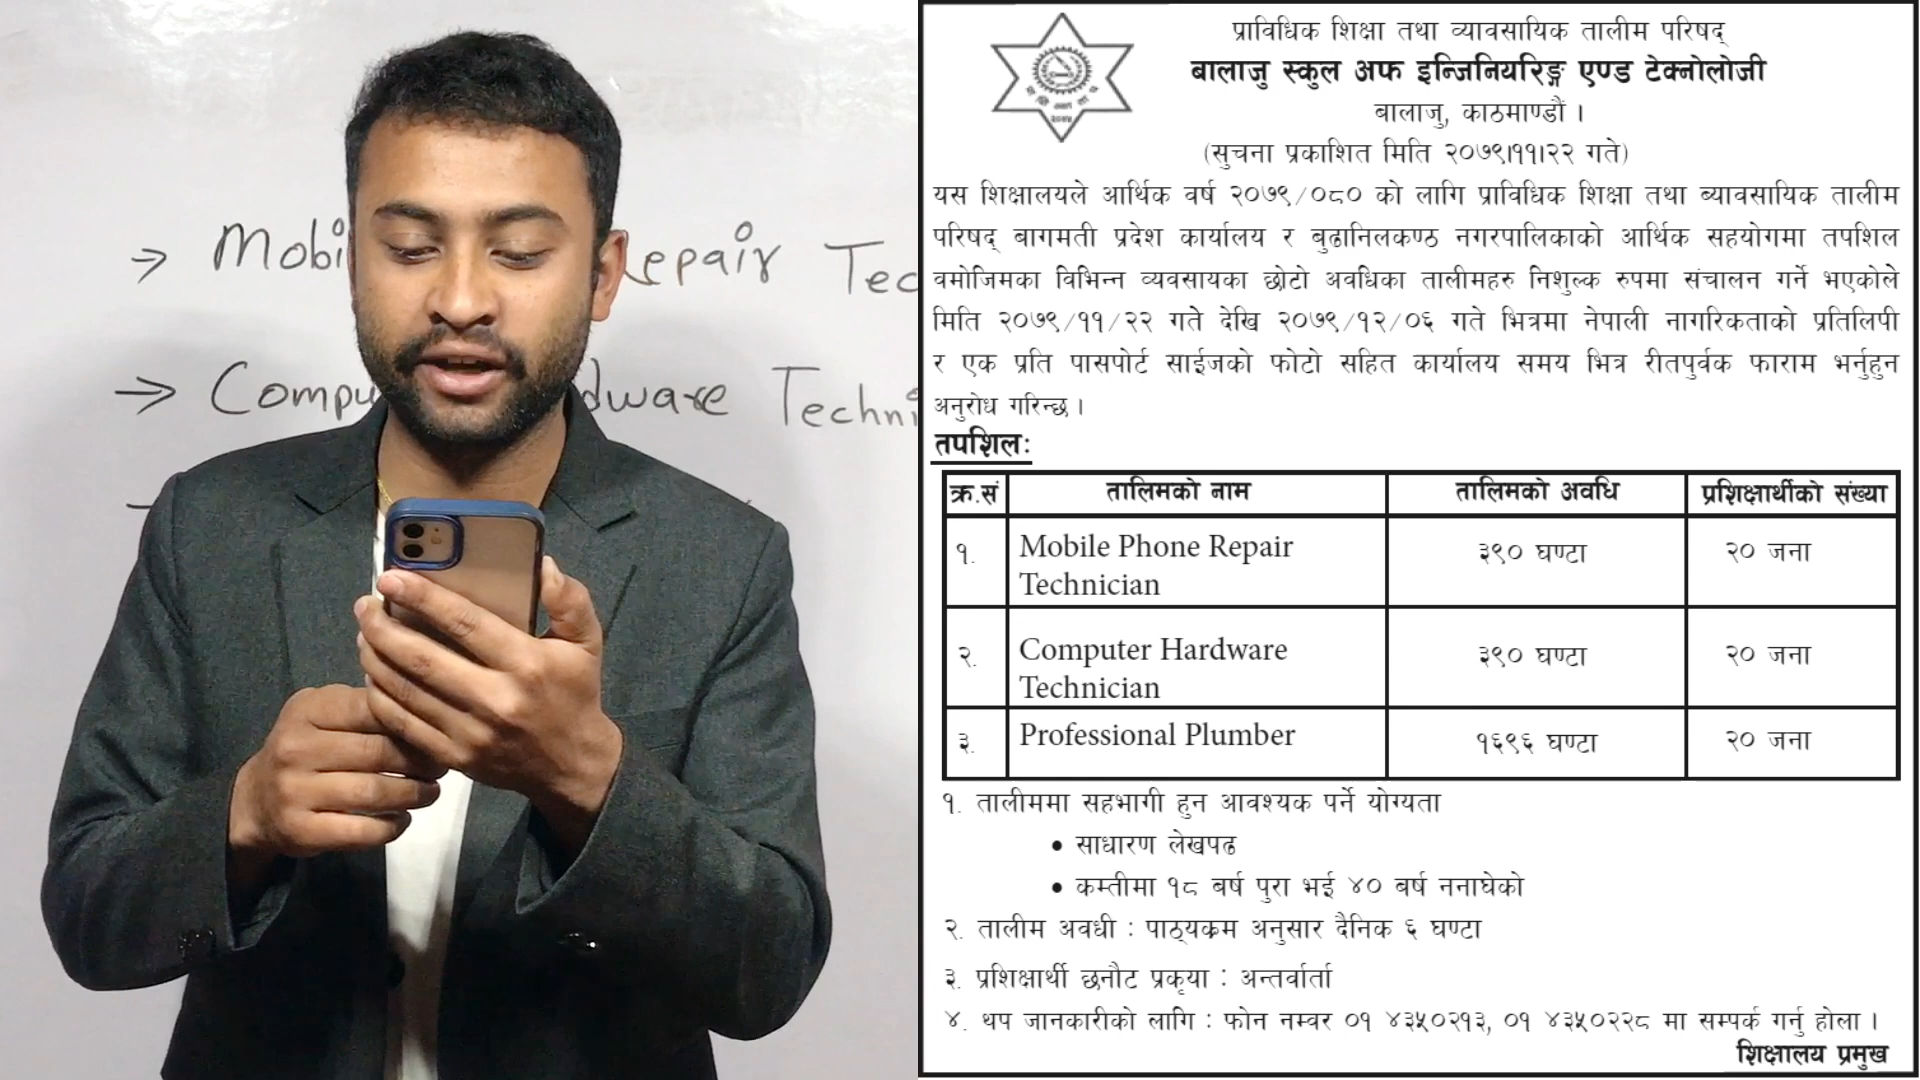 → Mobi epair Tec
→ Compu dware Techni
प्राविधिक शिक्षा तथा व्यावसायिक तालीम परिषद्
बालाजु स्कुल अफ इन्जिनियरिङ्ग एण्ड टेक्नोलोजी
बालाजु, काठमाण्डौं ।
(सुचना प्रकाशित मिति २०७९।११।२२ गते)
यस शिक्षालयले आर्थिक वर्ष २०७९/०८० को लागि प्राविधिक शिक्षा तथा ब्यावसायिक तालीम
परिषद् बागमती प्रदेश कार्यालय र बुढानिलकण्ठ नगरपालिकाको आर्थिक सहयोगमा तपशिल
वमोजिमका विभिन्न व्यवसायका छोटो अवधिका तालीमहरु निशुल्क रुपमा संचालन गर्ने भएकोले
मिति २०७९/११/२२ गते देखि २०७९/१२/०६ गते भित्रमा नेपाली नागरिकताको प्रतिलिपी
र एक प्रति पासपोर्ट साईजको फोटो सहित कार्यालय समय भित्र रीतपुर्वक फाराम भर्नुहुन
अनुरोध गरिन्छ ।
तपशिलः
क्र.सं तालिमको नाम तालिमको अवधि प्रशिक्षार्थीको संख्या
१. Mobile Phone Repair Technician ३९० घण्टा २० जना
२. Computer Hardware Technician ३९० घण्टा २० जना
३. Professional Plumber १६९६ घण्टा २० जना
१. तालीममा सहभागी हुन आवश्यक पर्ने योग्यता
• साधारण लेखपढ
• कम्तीमा १८ बर्ष पुरा भई ४० बर्ष ननाघेको
२. तालीम अवधी : पाठ्यक्रम अनुसार दैनिक ६ घण्टा
३. प्रशिक्षार्थी छनौट प्रकृया : अन्तर्वार्ता
४. थप जानकारीको लागि : फोन नम्वर ०१ ४३५०२१३, ०१ ४३५०२२८ मा सम्पर्क गर्नु होला ।
शिक्षालय प्रमुख